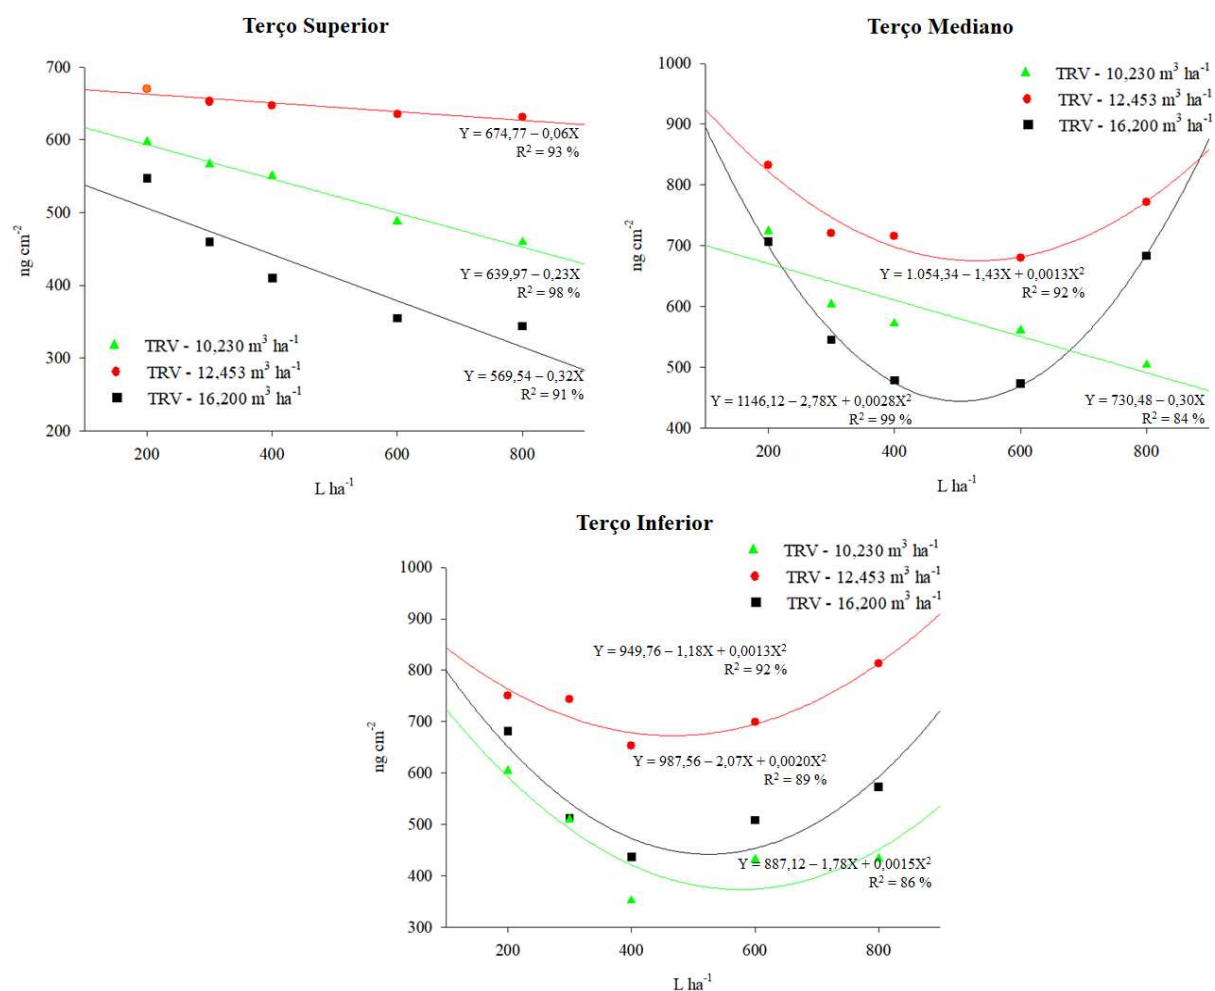 Terço Superior
700
600
500
400
300
200
ng cm⁻²
Y = 674,77 – 0,06X
R² = 93 %
Y = 639,97 – 0,23X
R² = 98 %
Y = 569,54 – 0,32X
R² = 91 %
TRV - 10,230 m³ ha⁻¹
TRV - 12,453 m³ ha⁻¹
TRV - 16,200 m³ ha⁻¹
200 400 600 800
L ha⁻¹
Terço Mediano
1000
900
800
700
600
500
400
ng cm⁻²
TRV - 10,230 m³ ha⁻¹
TRV - 12,453 m³ ha⁻¹
TRV - 16,200 m³ ha⁻¹
Y = 1.054,34 – 1,43X + 0,0013X²
R² = 92 %
Y = 1146,12 – 2,78X + 0,0028X²
R² = 99 %
Y = 730,48 – 0,30X
R² = 84 %
200 400 600 800
L ha⁻¹
Terço Inferior
1000
900
800
700
600
500
400
300
ng cm⁻²
TRV - 10,230 m³ ha⁻¹
TRV - 12,453 m³ ha⁻¹
TRV - 16,200 m³ ha⁻¹
Y = 949,76 – 1,18X + 0,0013X²
R² = 92 %
Y = 987,56 – 2,07X + 0,0020X²
R² = 89 %
Y = 887,12 – 1,78X + 0,0015X²
R² = 86 %
200 400 600 800
L ha⁻¹